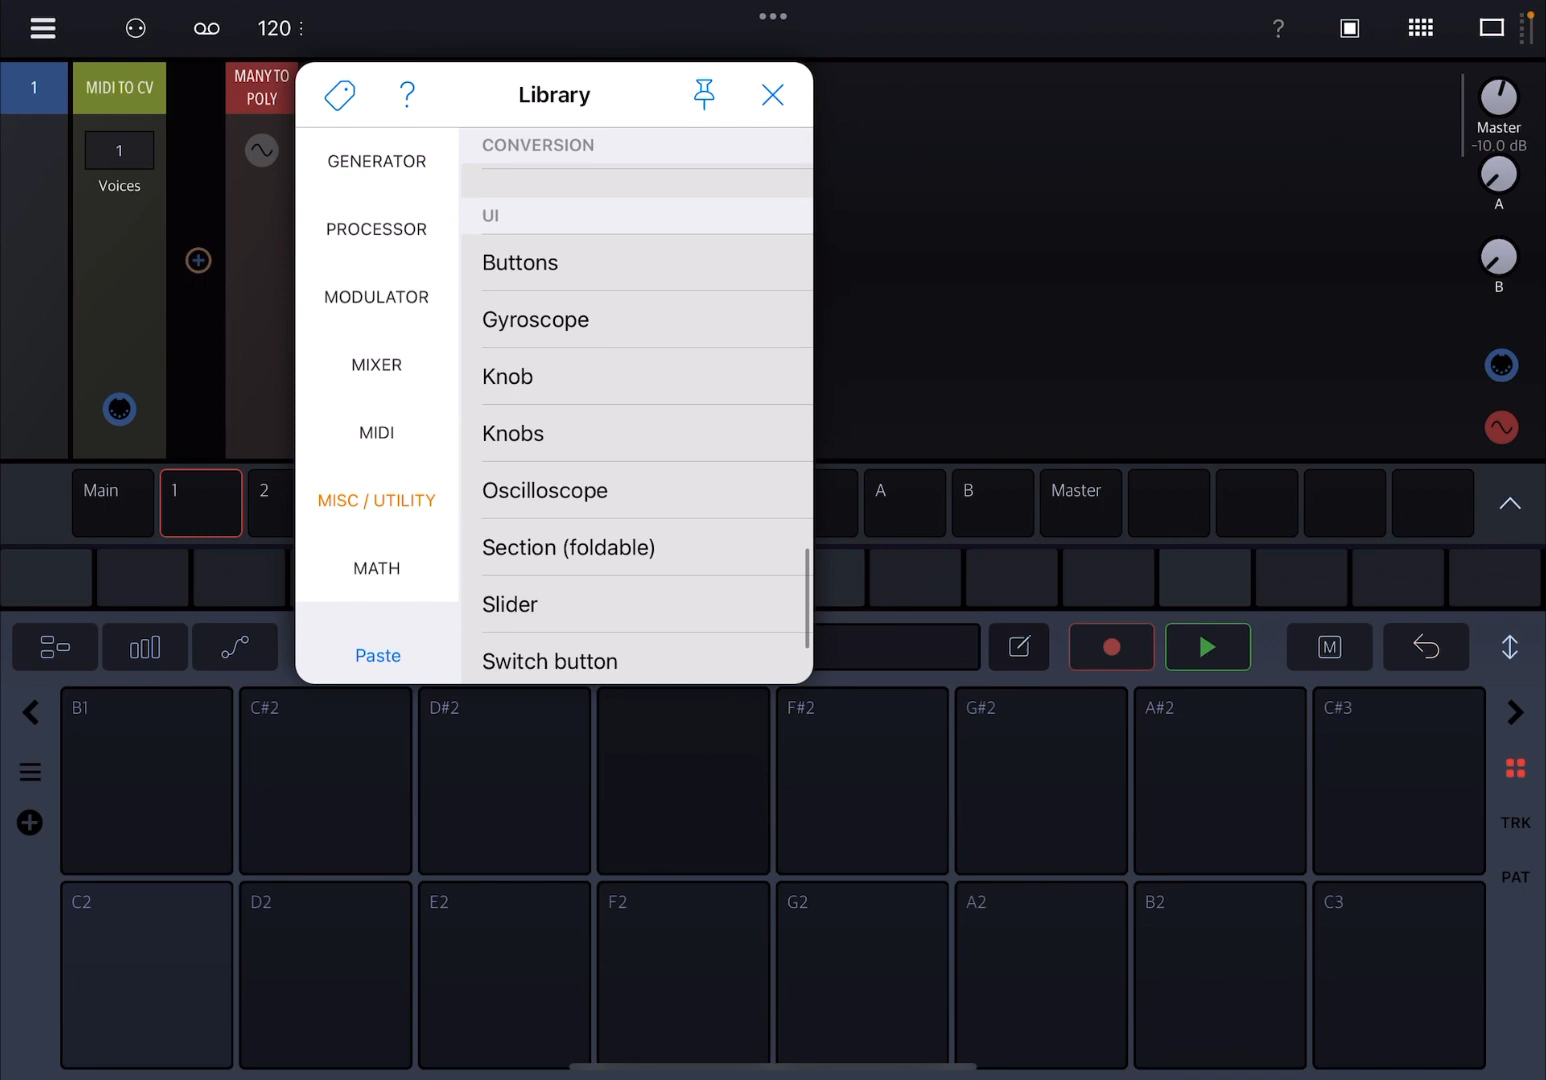 120
?
1
MIDI TO CV
MANY TO
POLY
1
Voices
?
Library
GENERATOR
PROCESSOR
MODULATOR
MIXER
MIDI
MISC / UTILITY
MATH
Paste
CONVERSION
UI
Buttons
Gyroscope
Knob
Knobs
Oscilloscope
Section (foldable)
Slider
Switch button
Master
-10.0 dB
A
B
Main
1
2
A
B
Master
M
B1
C#2
D#2
F#2
G#2
A#2
C#3
TRK
PAT
C2
D2
E2
F2
G2
A2
B2
C3